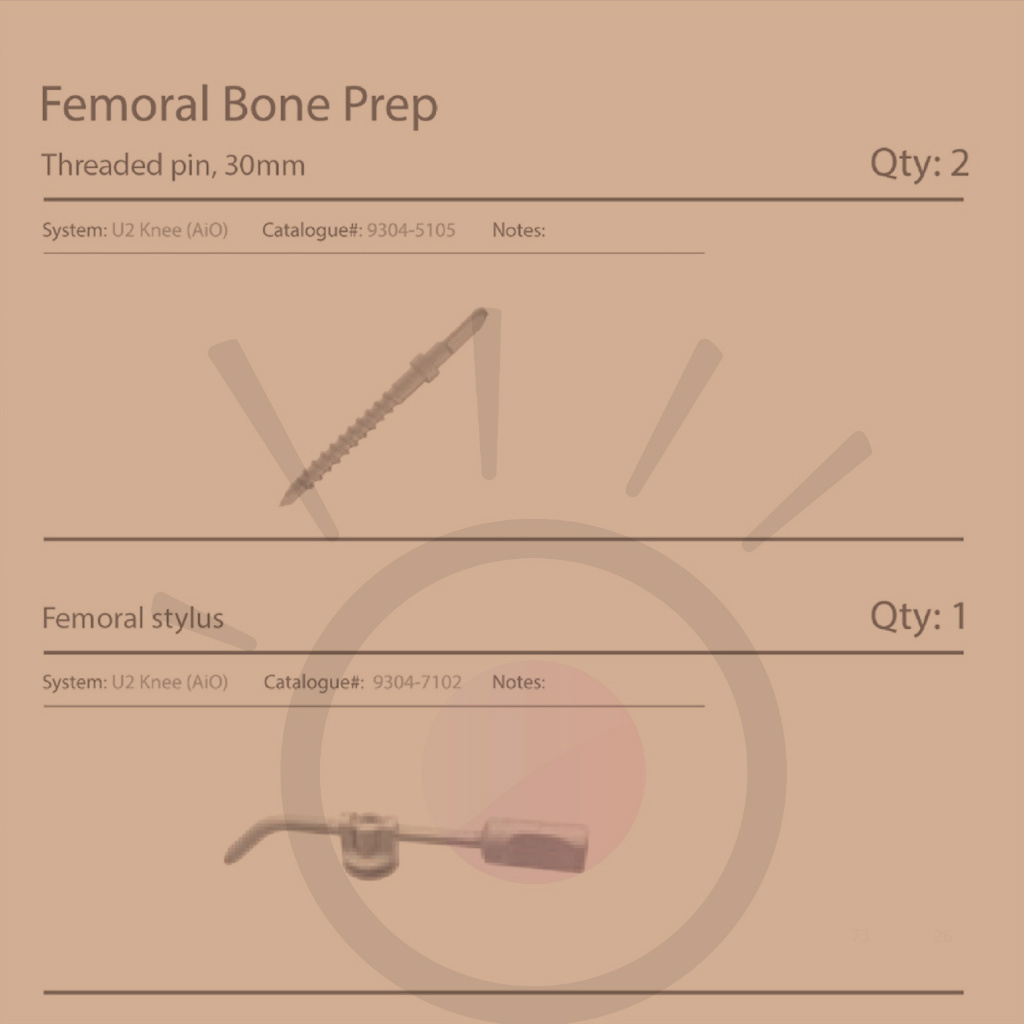 Femoral Bone Prep
Threaded pin, 30mm Qty: 2
System: U2 Knee (AiO) Catalogue#: 9304-5105 Notes:
Femoral stylus Qty: 1
System: U2 Knee (AiO) Catalogue#: 9304-7102 Notes: